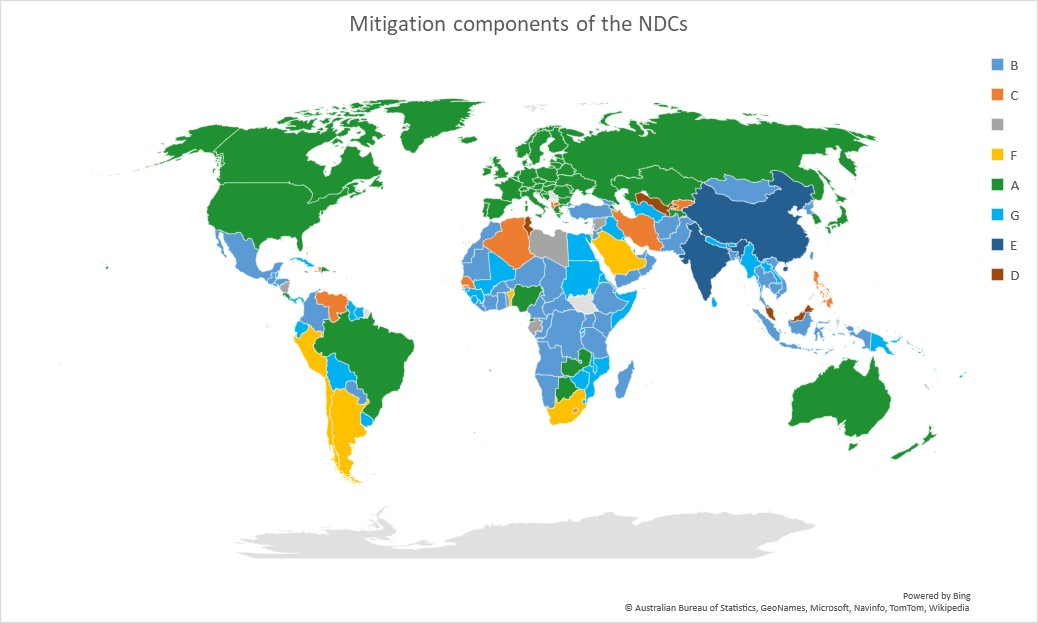 Mitigation components of the NDCs
B
C
F
A
G
E
D
Powered by Bing
© Australian Bureau of Statistics, GeoNames, Microsoft, Navinfo, TomTom, Wikipedia